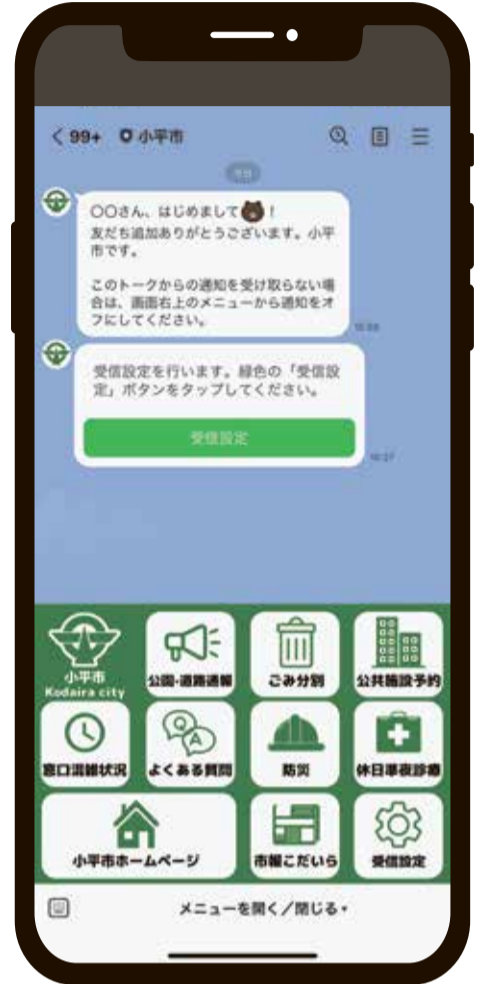 99+ 小平市
今日
〇〇さん、はじめまして！
友だち追加ありがとうございます。小平
市です。
このトークからの通知を受け取らない場
合は、画面右上のメニューから通知をオ
フにしてください。
受信設定を行います。緑色の「受信設
定」ボタンをタップしてください。
受信設定
10:27
小平市
Kodaira city
公園・道路通報
ごみ分別
公共施設予約
Q
A
窓口混雑状況
よくある質問
防災
休日準夜診療
小平市ホームページ
市報こだいら
受信設定
メニューを開く／閉じる▾